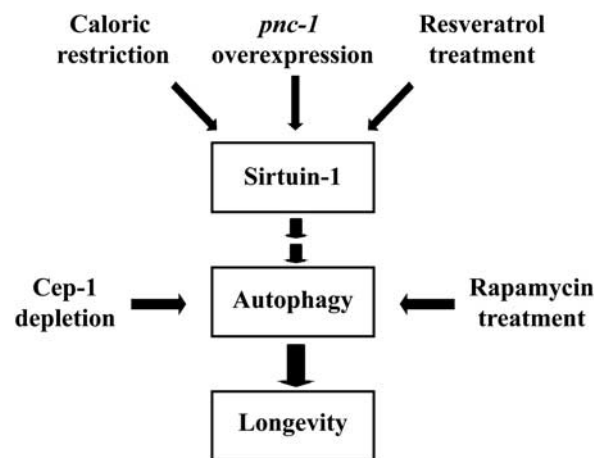 Caloric
restriction
pnc-1
overexpression
Resveratrol
treatment
Sirtuin-1
Cep-1
depletion
Autophagy
Rapamycin
treatment
Longevity